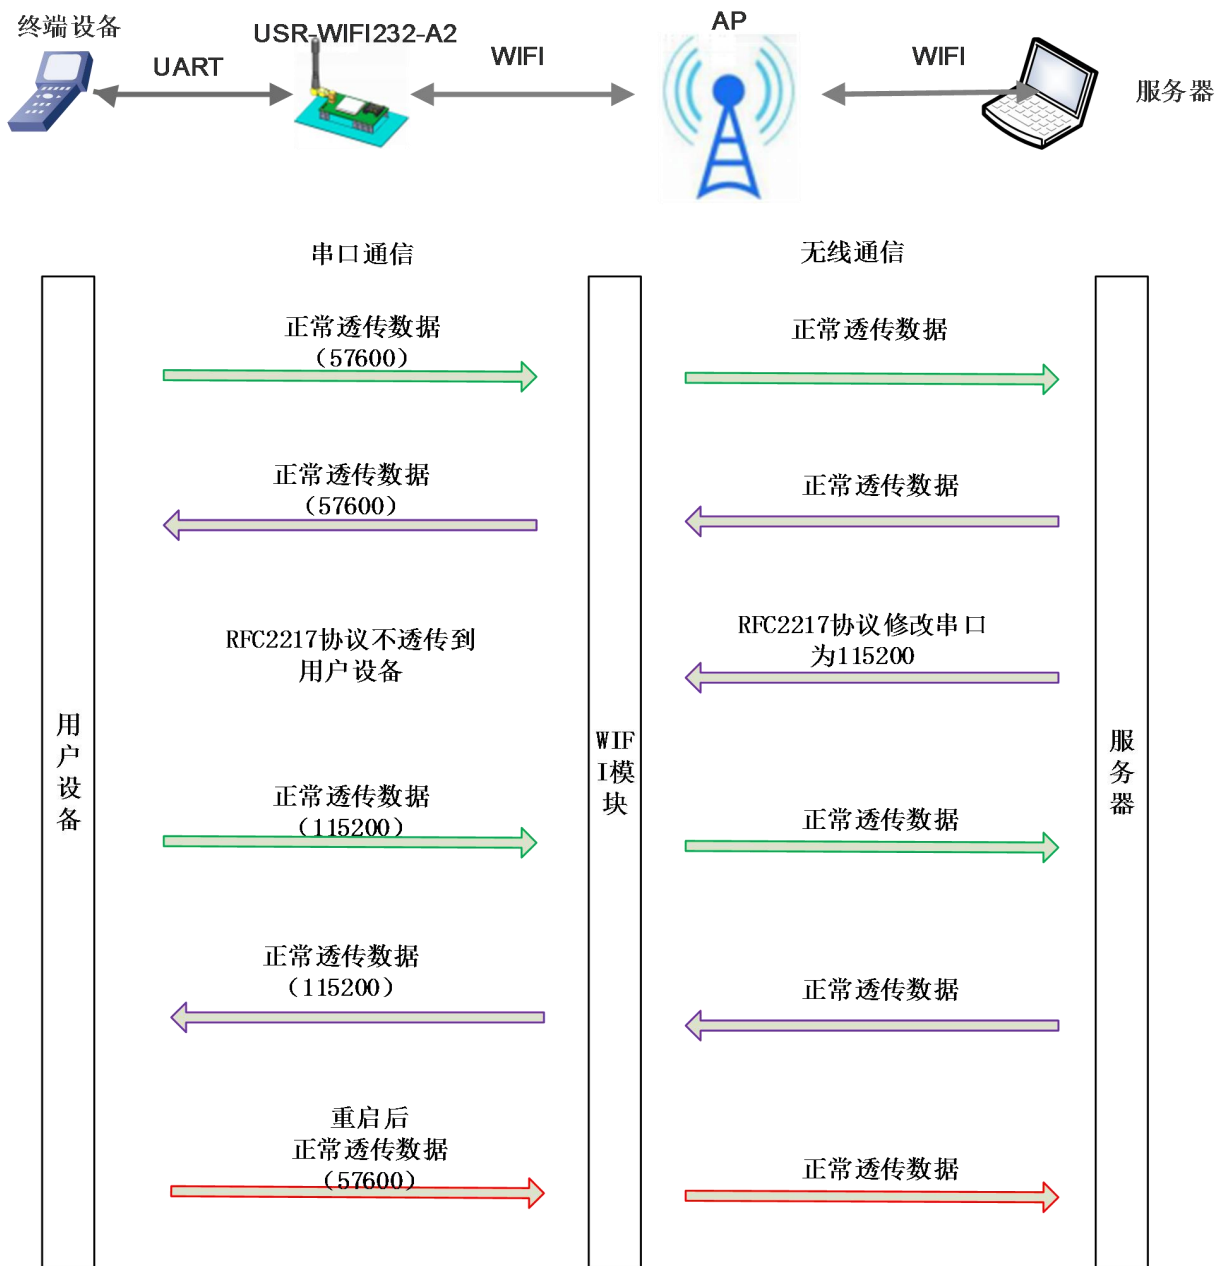 终端设备
USR-WIFI232-A2
AP
UART
WIFI
WIFI
服务器
串口通信
无线通信
正常透传数据
（57600）
正常透传数据
正常透传数据
（57600）
正常透传数据
RFC2217协议不透传到
用户设备
RFC2217协议修改串口
为115200
用
户
设
备
WIF
I模
块
服
务
器
正常透传数据
（115200）
正常透传数据
正常透传数据
（115200）
正常透传数据
重启后
正常透传数据
（57600）
正常透传数据